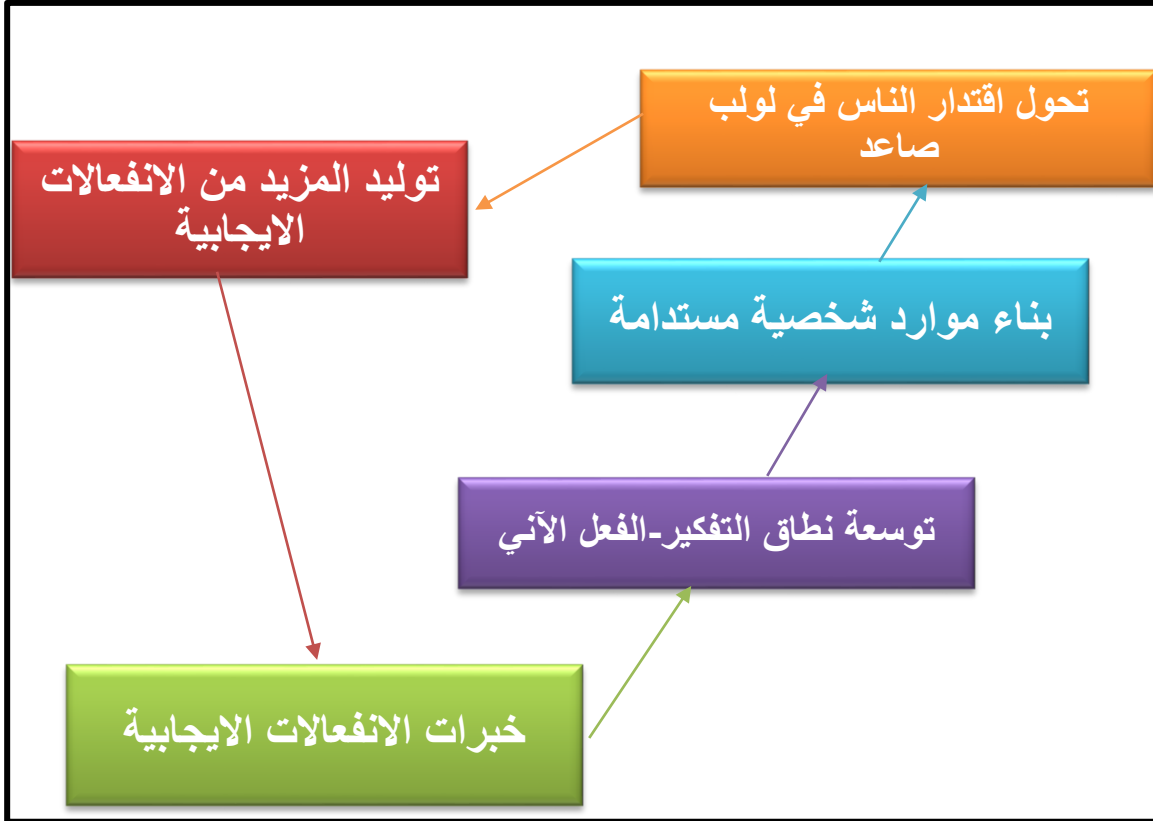 تحول اقتدار الناس في لولب
صاعد
توليد المزيد من الانفعالات
الايجابية
بناء موارد شخصية مستدامة
توسعة نطاق التفكير-الفعل الآني
خبرات الانفعالات الايجابية